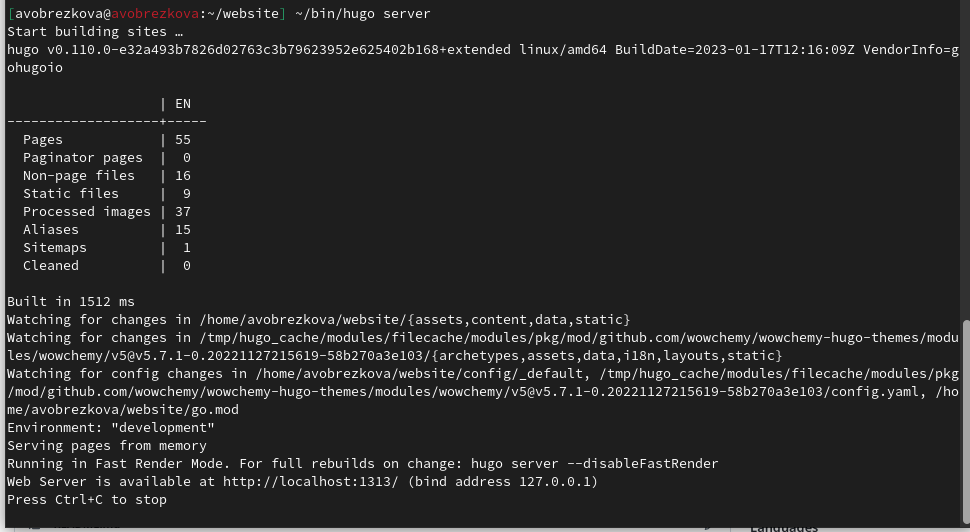 [avobrezkova@avobrezkova:~/website] ~/bin/hugo server
Start building sites …
hugo v0.110.0-e32a493b7826d02763c3b79623952e625402b168+extended linux/amd64 BuildDate=2023-01-17T12:16:09Z VendorInfo=g
ohugoio
| EN
-------------------+-----
Pages | 55
Paginator pages | 0
Non-page files | 16
Static files | 9
Processed images | 37
Aliases | 15
Sitemaps | 1
Cleaned | 0
Built in 1512 ms
Watching for changes in /home/avobrezkova/website/{assets,content,data,static}
Watching for changes in /tmp/hugo_cache/modules/filecache/modules/pkg/mod/github.com/wowchemy/wowchemy-hugo-themes/modu
les/wowchemy/v5@v5.7.1-0.20221127215619-58b270a3e103/{archetypes,assets,data,i18n,layouts,static}
Watching for config changes in /home/avobrezkova/website/config/_default, /tmp/hugo_cache/modules/filecache/modules/pkg
/mod/github.com/wowchemy/wowchemy-hugo-themes/modules/wowchemy/v5@v5.7.1-0.20221127215619-58b270a3e103/config.yaml, /ho
me/avobrezkova/website/go.mod
Environment: "development"
Serving pages from memory
Running in Fast Render Mode. For full rebuilds on change: hugo server --disableFastRender
Web Server is available at http://localhost:1313/ (bind address 127.0.0.1)
Press Ctrl+C to stop
Languages